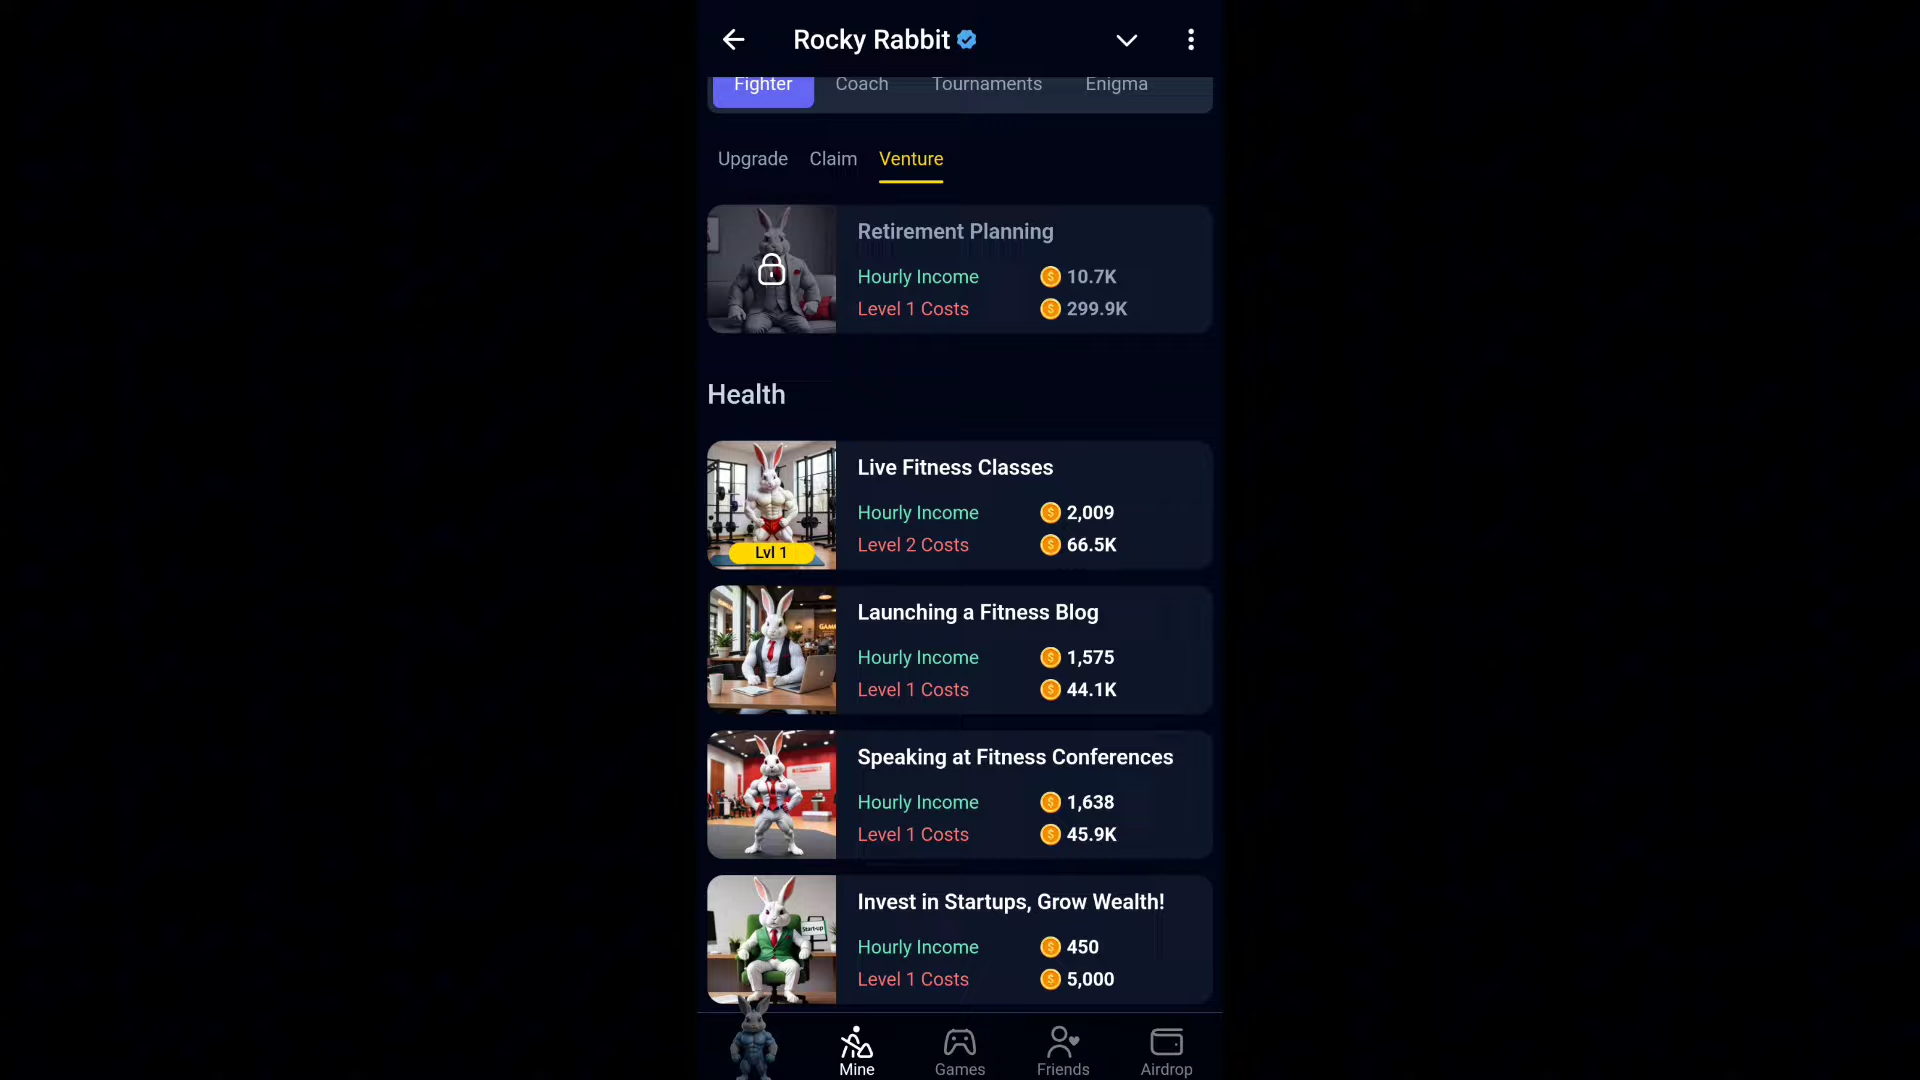 Rocky Rabbit
Fighter Coach Tournaments Enigma
Upgrade Claim Venture
Retirement Planning
Hourly Income 10.7K
Level 1 Costs 299.9K
Health
Live Fitness Classes
Hourly Income 2,009
Level 2 Costs 66.5K
Lvl 1
Launching a Fitness Blog
Hourly Income 1,575
Level 1 Costs 44.1K
Speaking at Fitness Conferences
Hourly Income 1,638
Level 1 Costs 45.9K
Invest in Startups, Grow Wealth!
Start-up
Hourly Income 450
Level 1 Costs 5,000
Mine Games Friends Airdrop